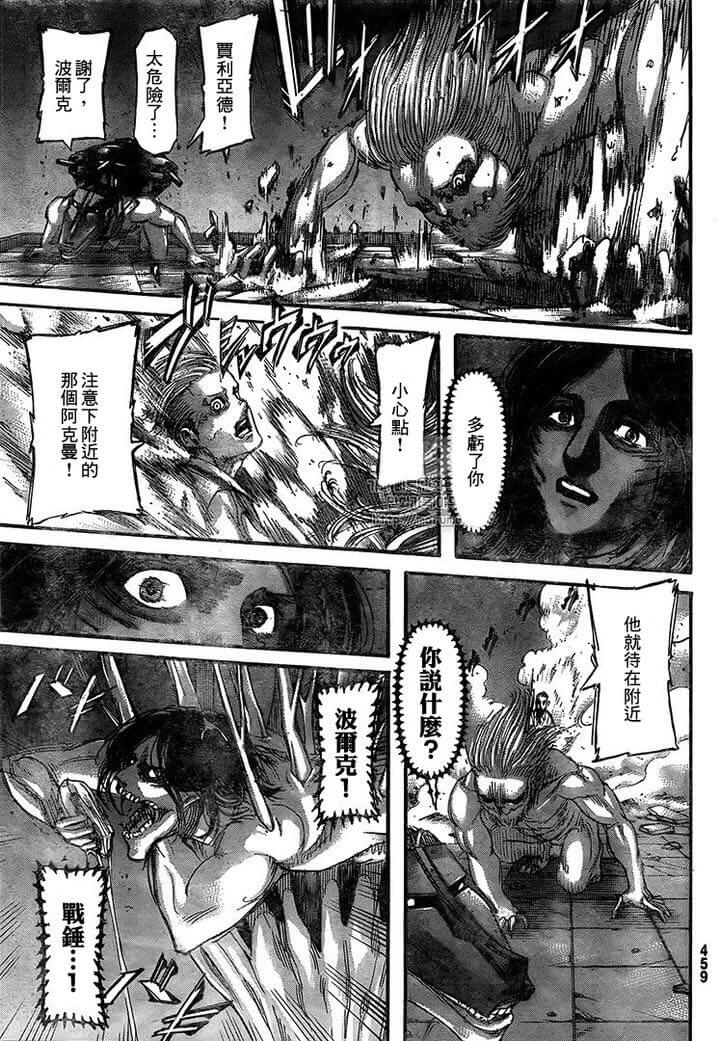 賈利亞德！
太危險了…
謝了，
波爾克
多虧了你
小心點！
注意下附近的
那個阿克曼！
他就待在附近
你說什麼？
波爾克！
戰錘…！
459